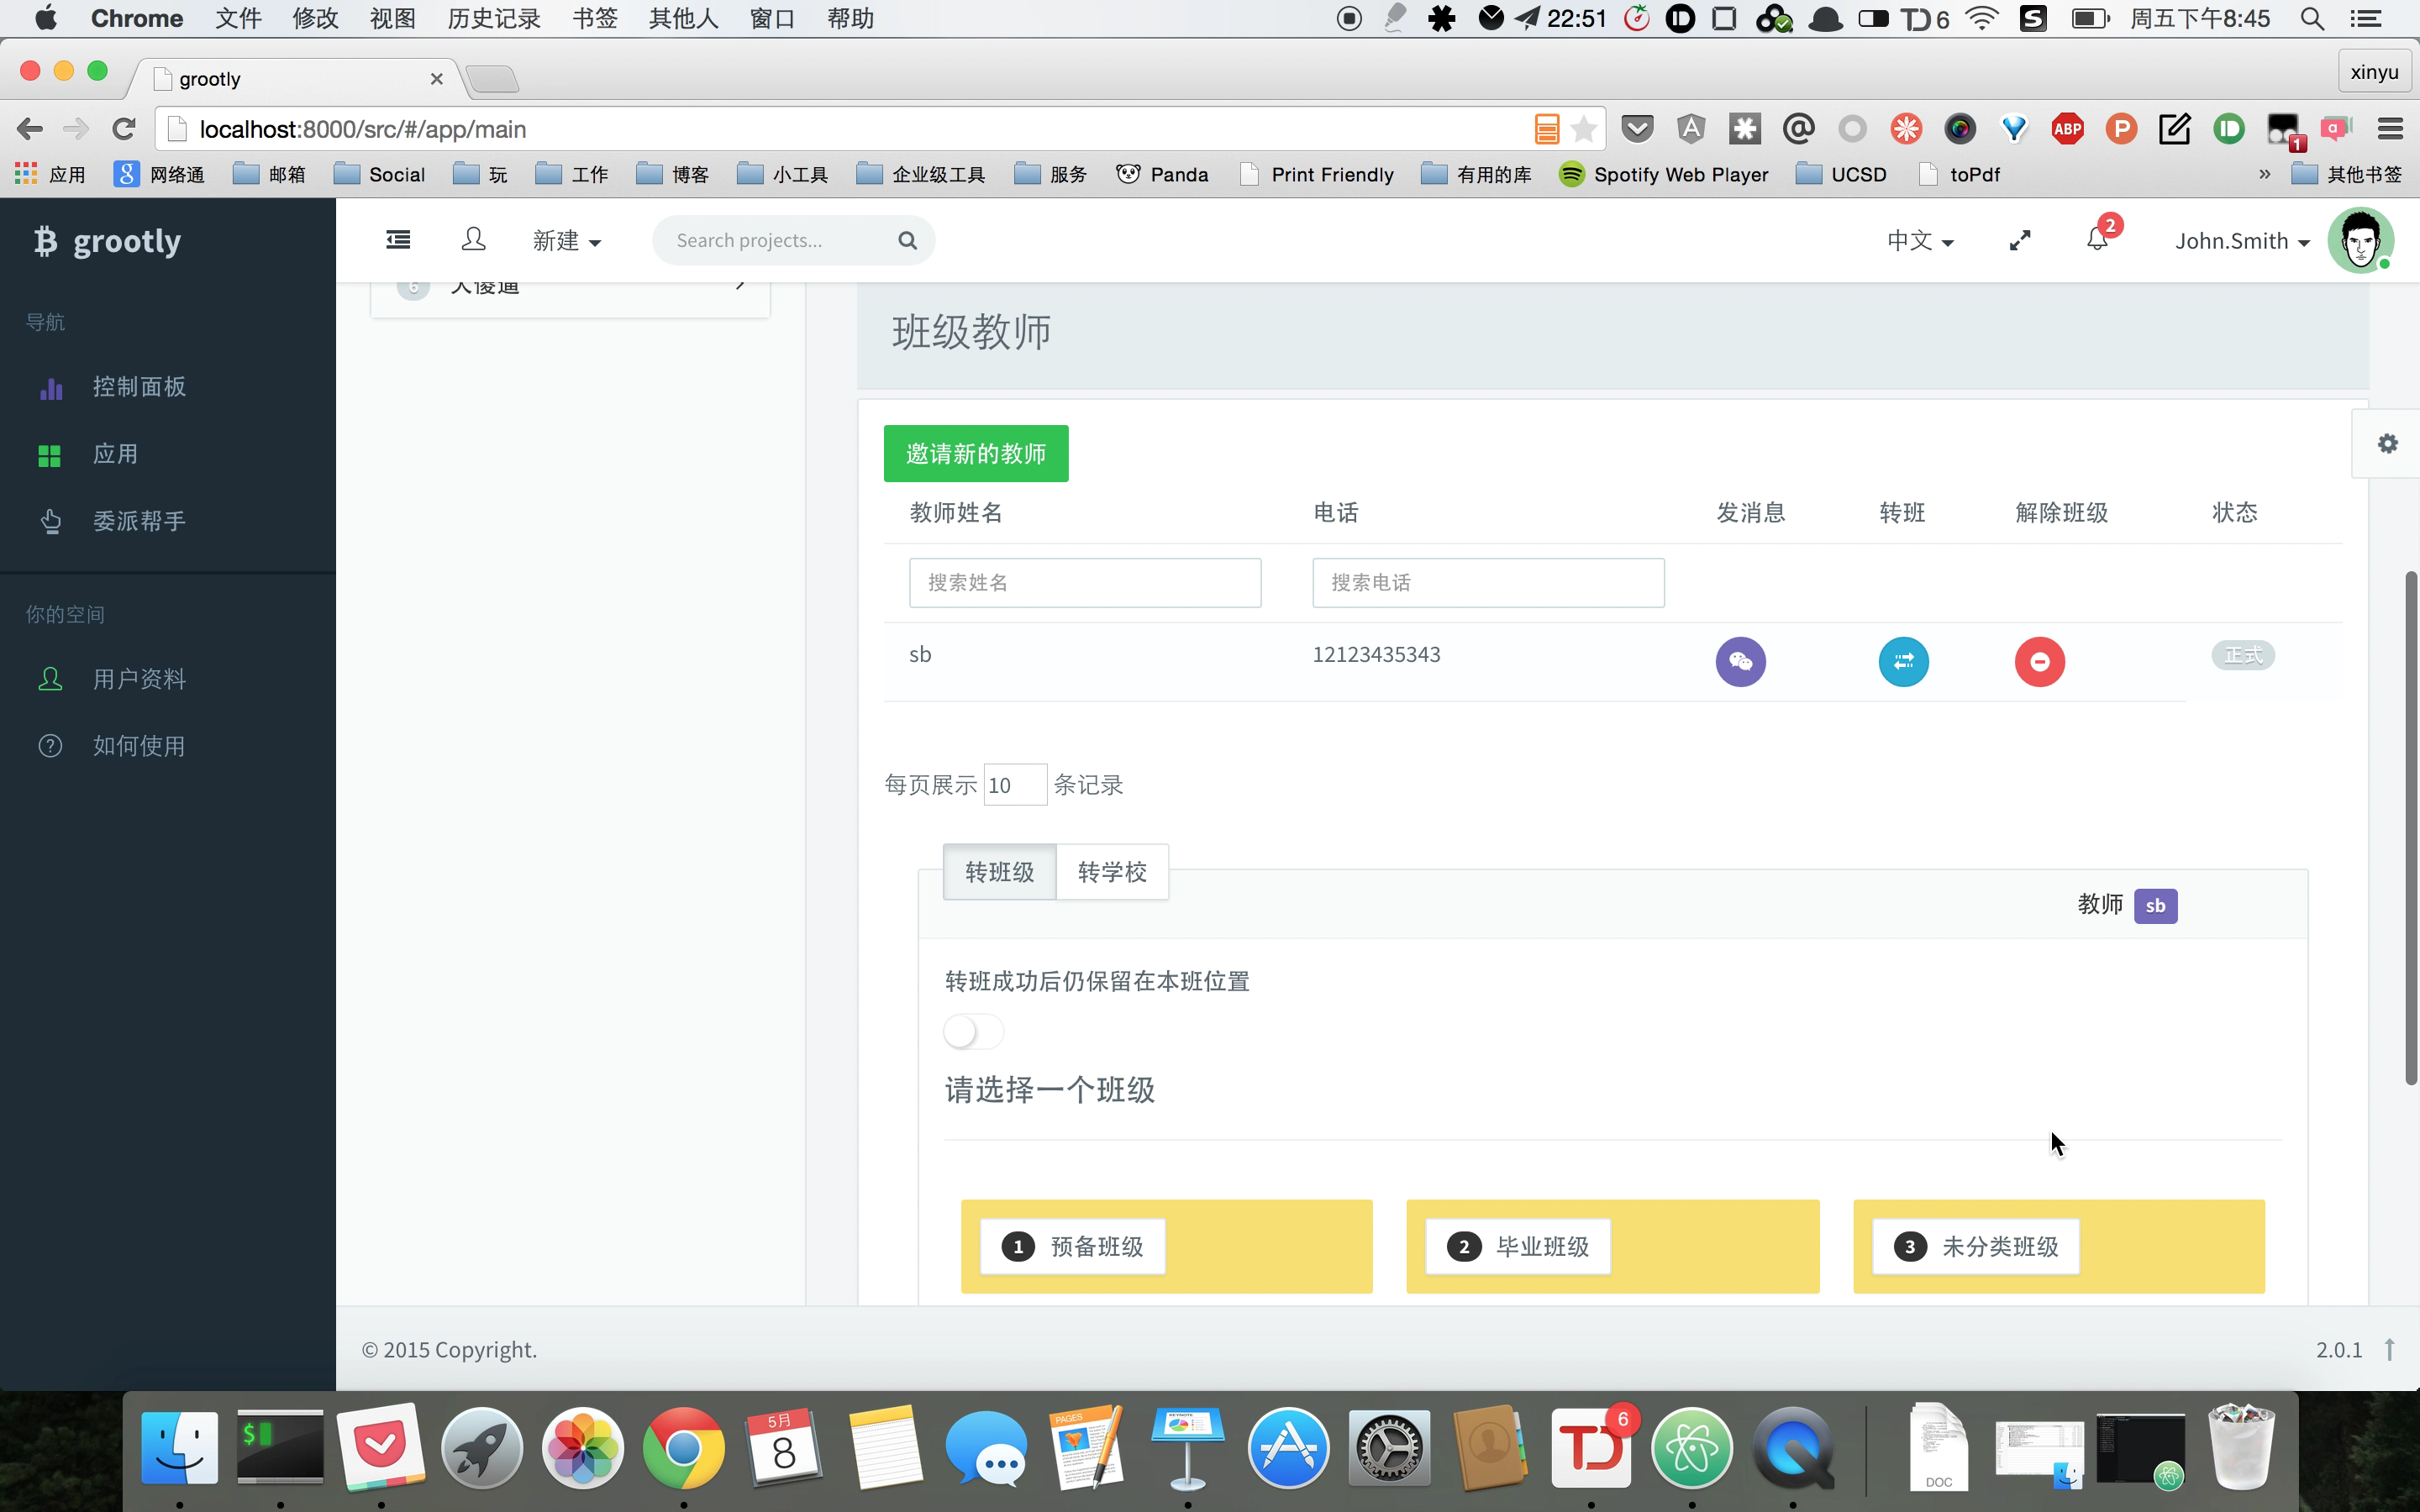 Chrome 文件 修改 视图 历史记录 书签 其他人 窗口 帮助 22:51 6 周五下午8:45
grootly xinyu
localhost:8000/src/#/app/main
应用 网络通 邮箱 Social 玩 工作 博客 小工具 企业级工具 服务 Panda Print Friendly 有用的库 Spotify Web Player UCSD toPdf » 其他书签
ABP
1
grootly
新建 Search projects... 中文 2 John.Smith
导航
控制面板
应用
委派帮手
你的空间
用户资料
如何使用
6
班级教师
邀请新的教师
教师姓名 电话 发消息 转班 解除班级 状态
搜索姓名 搜索电话
sb 12123435343 正式
每页展示 10 条记录
转班级 转学校
教师 sb
转班成功后仍保留在本班位置
请选择一个班级
1 预备班级 2 毕业班级 3 未分类班级
© 2015 Copyright. 2.0.1
$
5月
8
PAGES
KEYNOTE
6
DOC